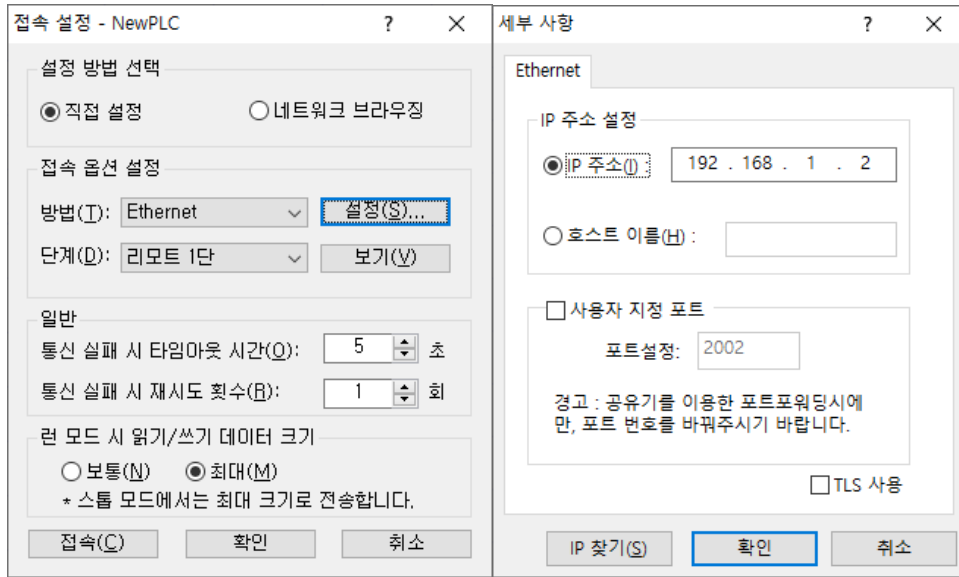 접속 설정 - NewPLC ? ×
설정 방법 선택
직접 설정 네트워크 브라우징
접속 옵션 설정
방법(T): Ethernet 설정(S)...
단계(D): 리모트 1단 보기(V)
일반
통신 실패 시 타임아웃 시간(O): 5 초
통신 실패 시 재시도 횟수(R): 1 회
런 모드 시 읽기/쓰기 데이터 크기
보통(N) 최대(M)
* 스톱 모드에서는 최대 크기로 전송합니다.
접속(C) 확인 취소
세부 사항 ? ×
Ethernet
IP 주소 설정
IP 주소(I) : 192 . 168 . 1 . 2
호스트 이름(H) :
사용자 지정 포트
포트설정: 2002
경고 : 공유기를 이용한 포트포워딩시에
만, 포트 번호를 바꿔주시기 바랍니다.
TLS 사용
IP 찾기(S) 확인 취소